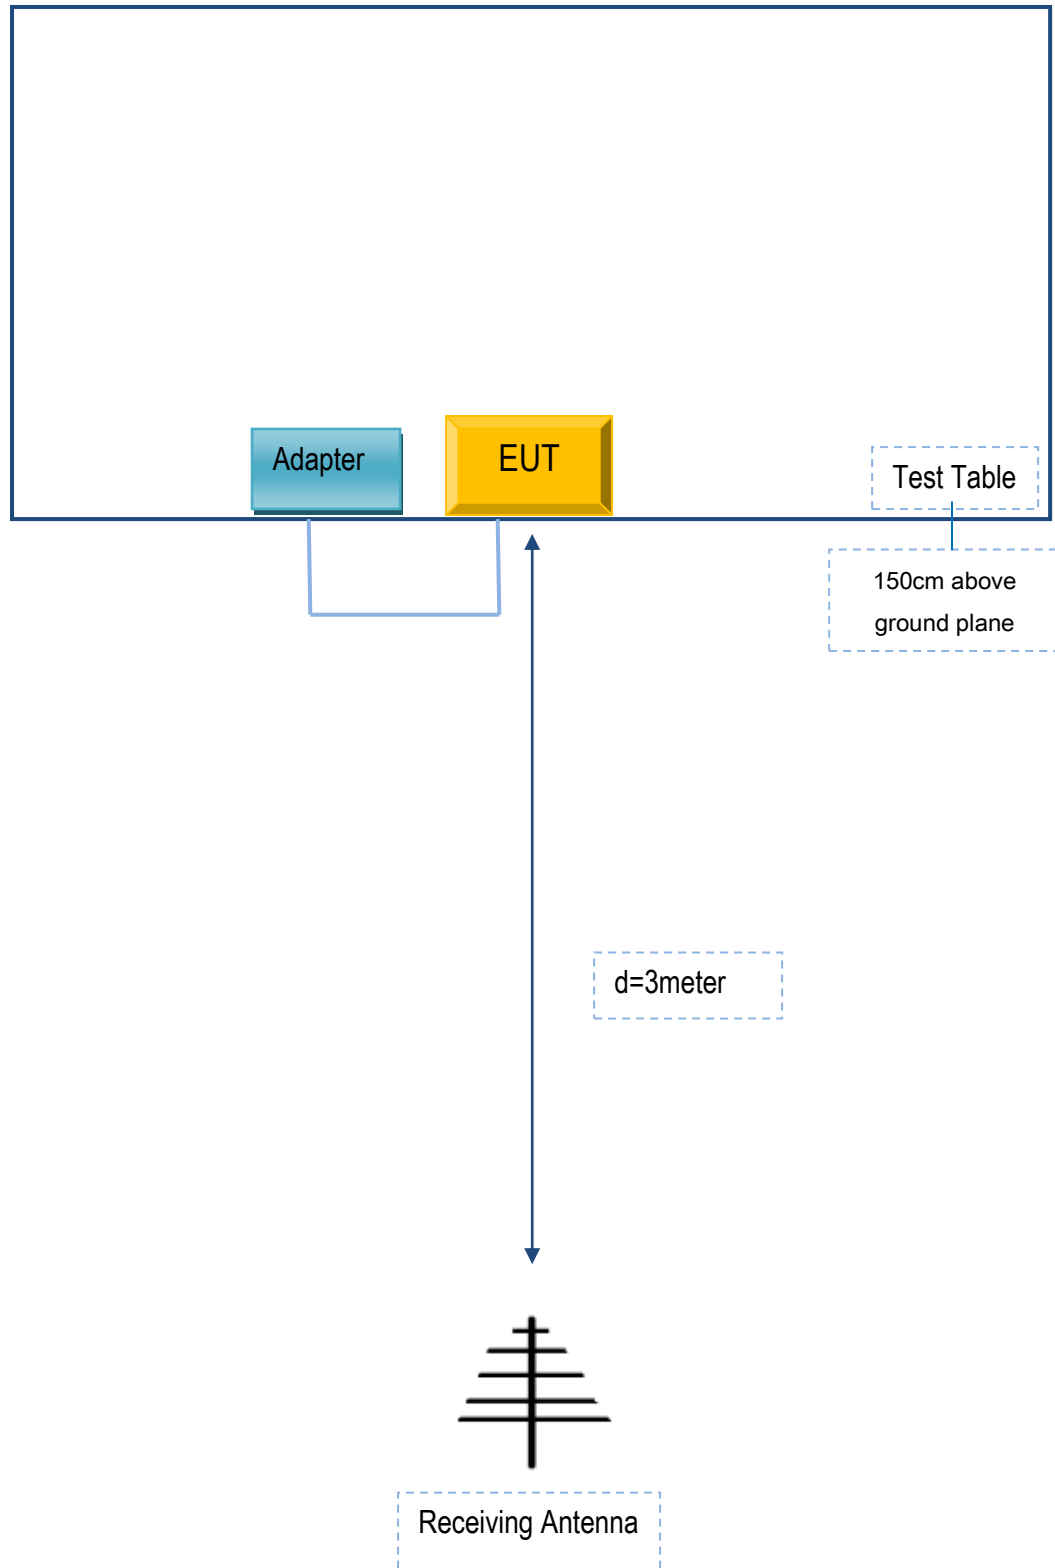 Adapter
EUT
Test Table
150cm above
ground plane
d=3meter
Receiving Antenna